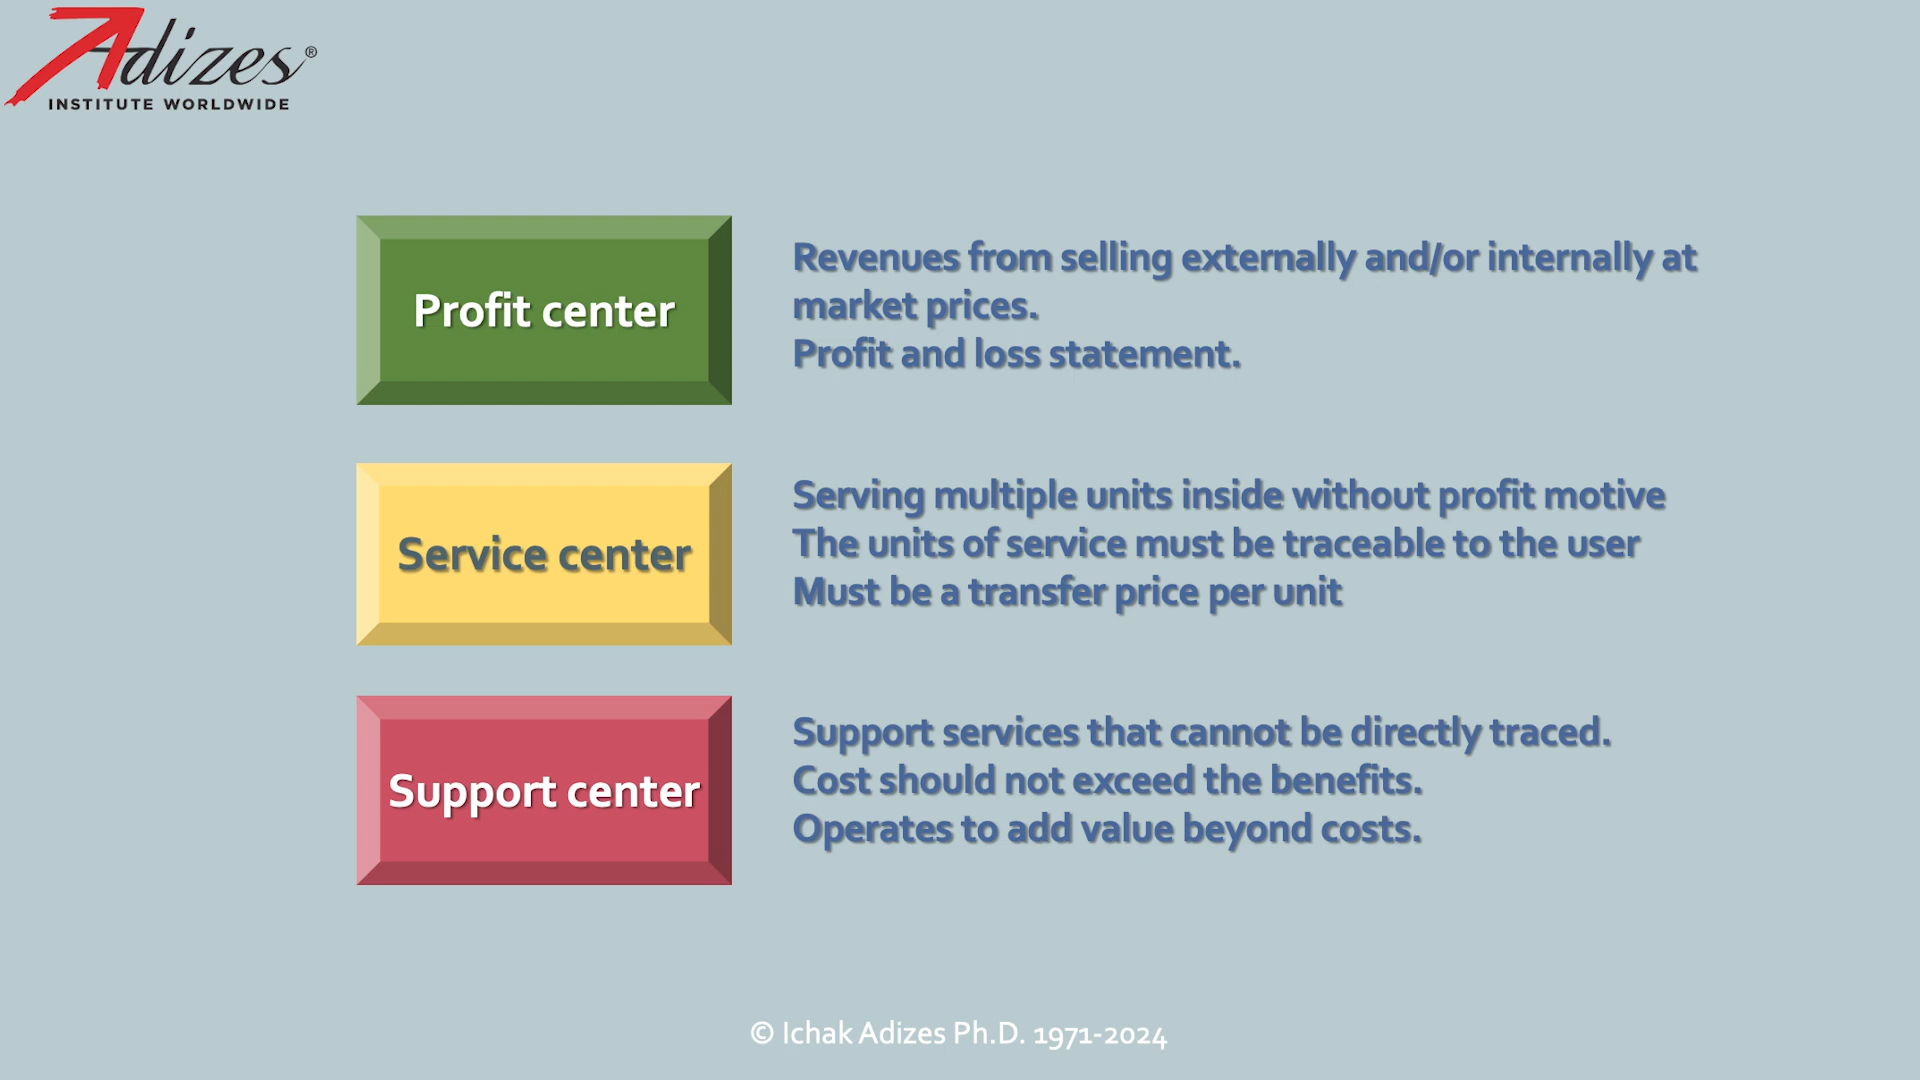 Adizes®
INSTITUTE WORLDWIDE
Profit center
Revenues from selling externally and/or internally at
market prices.
Profit and loss statement.
Service center
Serving multiple units inside without profit motive
The units of service must be traceable to the user
Must be a transfer price per unit
Support center
Support services that cannot be directly traced.
Cost should not exceed the benefits.
Operates to add value beyond costs.
© Ichak Adizes Ph.D. 1971-2024